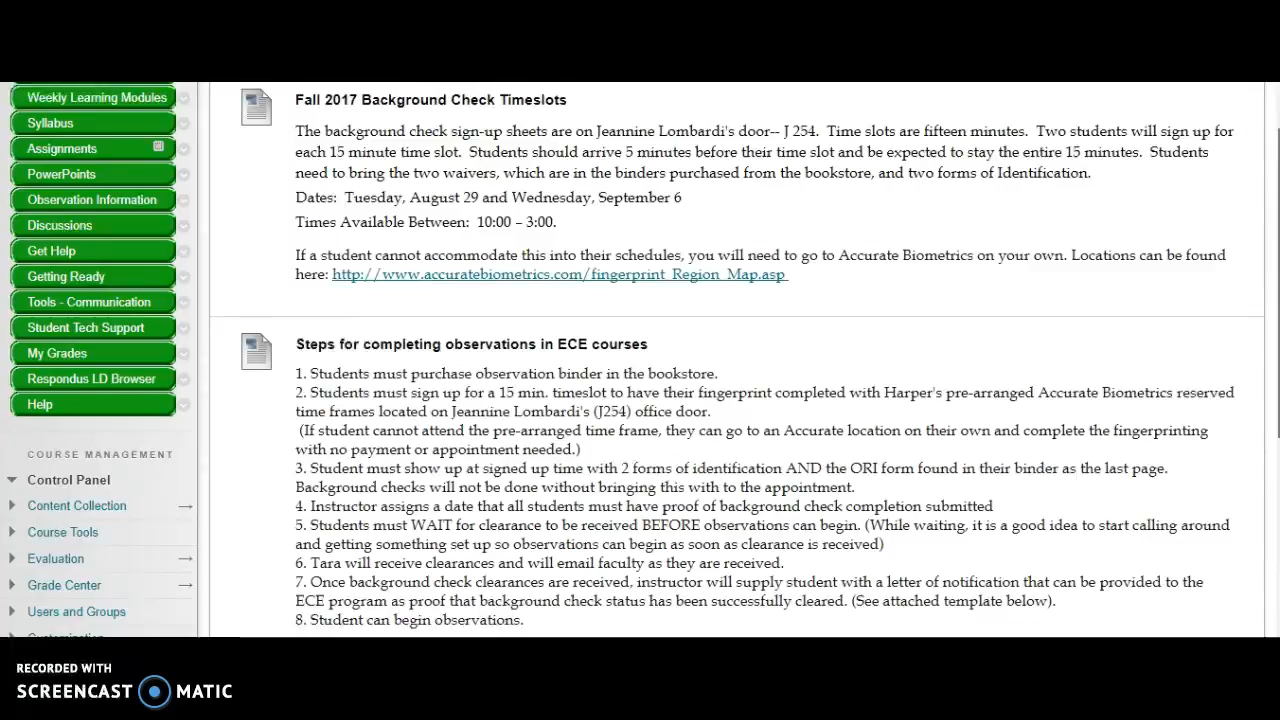 Weekly Learning Modules
Syllabus
Assignments
PowerPoints
Observation Information
Discussions
Get Help
Getting Ready
Tools - Communication
Student Tech Support
My Grades
Respondus LD Browser
Help
COURSE MANAGEMENT
Control Panel
Content Collection
Course Tools
Evaluation
Grade Center
Users and Groups
Fall 2017 Background Check Timeslots
The background check sign-up sheets are on Jeannine Lombardi's door-- J 254.  Time slots are fifteen minutes.  Two students will sign up for
each 15 minute time slot.  Students should arrive 5 minutes before their time slot and be expected to stay the entire 15 minutes.  Students
need to bring the two waivers, which are in the binders purchased from the bookstore, and two forms of Identification.
Dates:  Tuesday, August 29 and Wednesday, September 6
Times Available Between:  10:00 – 3:00.
If a student cannot accommodate this into their schedules, you will need to go to Accurate Biometrics on your own. Locations can be found
here: http://www.accuratebiometrics.com/fingerprint_Region_Map.asp
Steps for completing observations in ECE courses
1. Students must purchase observation binder in the bookstore.
2. Students must sign up for a 15 min. timeslot to have their fingerprint completed with Harper's pre-arranged Accurate Biometrics reserved
time frames located on Jeannine Lombardi's (J254) office door.
(If student cannot attend the pre-arranged time frame, they can go to an Accurate location on their own and complete the fingerprinting
with no payment or appointment needed.)
3. Student must show up at signed up time with 2 forms of identification AND the ORI form found in their binder as the last page.
Background checks will not be done without bringing this with to the appointment.
4. Instructor assigns a date that all students must have proof of background check completion submitted
5. Students must WAIT for clearance to be received BEFORE observations can begin. (While waiting, it is a good idea to start calling around
and getting something set up so observations can begin as soon as clearance is received)
6. Tara will receive clearances and will email faculty as they are received.
7. Once background check clearances are received, instructor will supply student with a letter of notification that can be provided to the
ECE program as proof that background check status has been successfully cleared. (See attached template below).
8. Student can begin observations.
RECORDED WITH
SCREENCAST MATIC